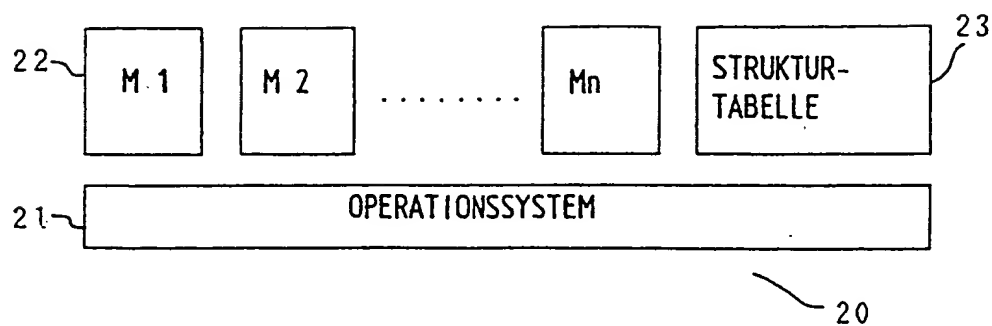 23
22
M 1
M 2
........
Mn
STRUKTUR-
TABELLE
21
OPERATIONSSYSTEM
20